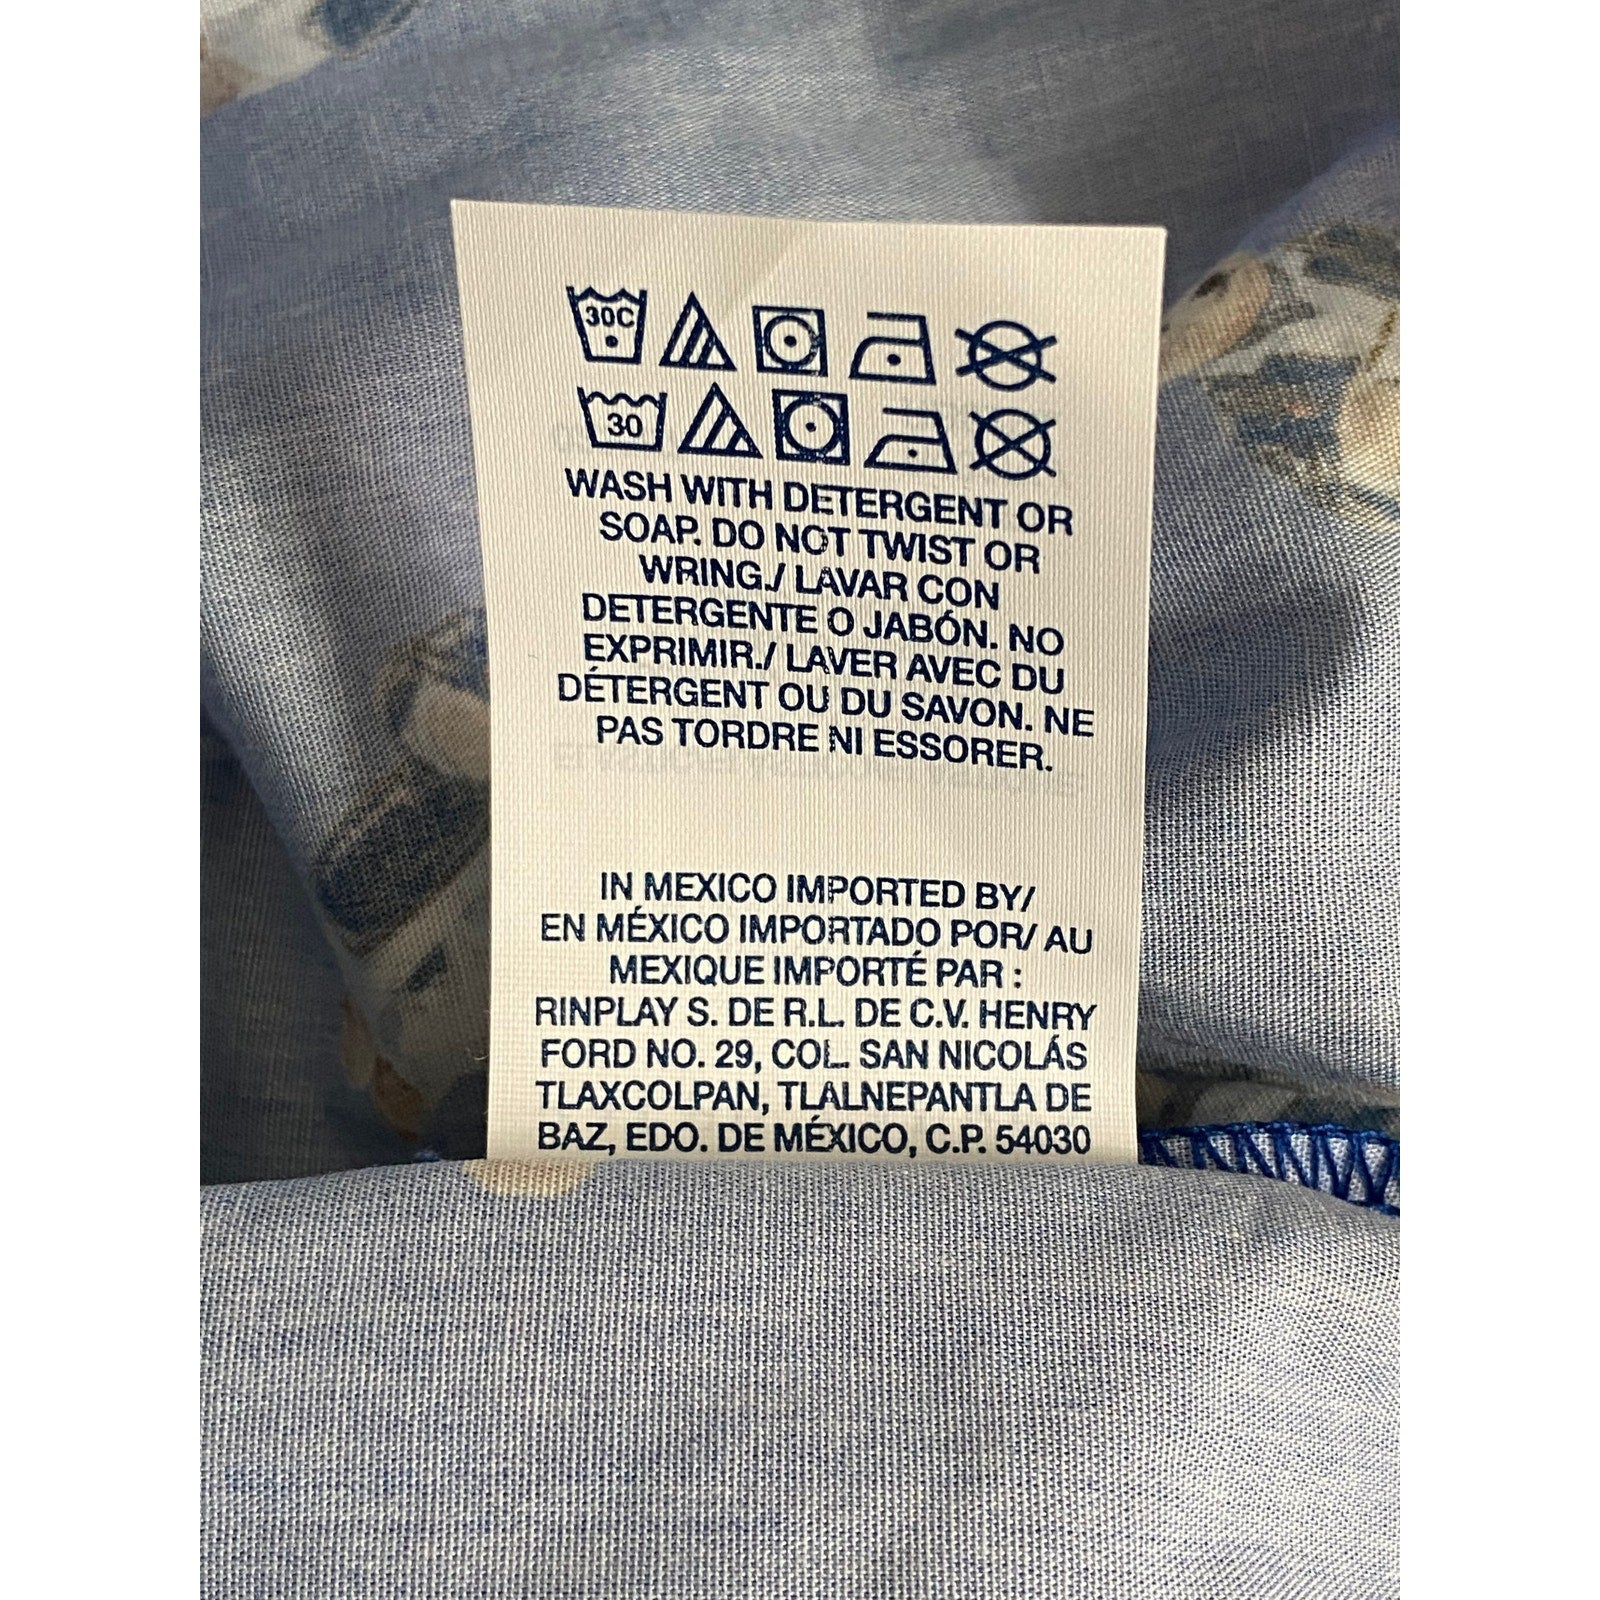 30C
30
WASH WITH DETERGENT OR
SOAP. DO NOT TWIST OR
WRING./ LAVAR CON
DETERGENTE O JABÓN. NO
EXPRIMIR./ LAVER AVEC DU
DÉTERGENT OU DU SAVON. NE
PAS TORDRE NI ESSORER.
IN MEXICO IMPORTED BY/
EN MÉXICO IMPORTADO POR/ AU
MEXIQUE IMPORTÉ PAR :
RINPLAY S. DE R.L. DE C.V. HENRY
FORD NO. 29, COL. SAN NICOLÁS
TLAXCOLPAN, TLALNEPANTLA DE
BAZ, EDO. DE MÉXICO, C.P. 54030